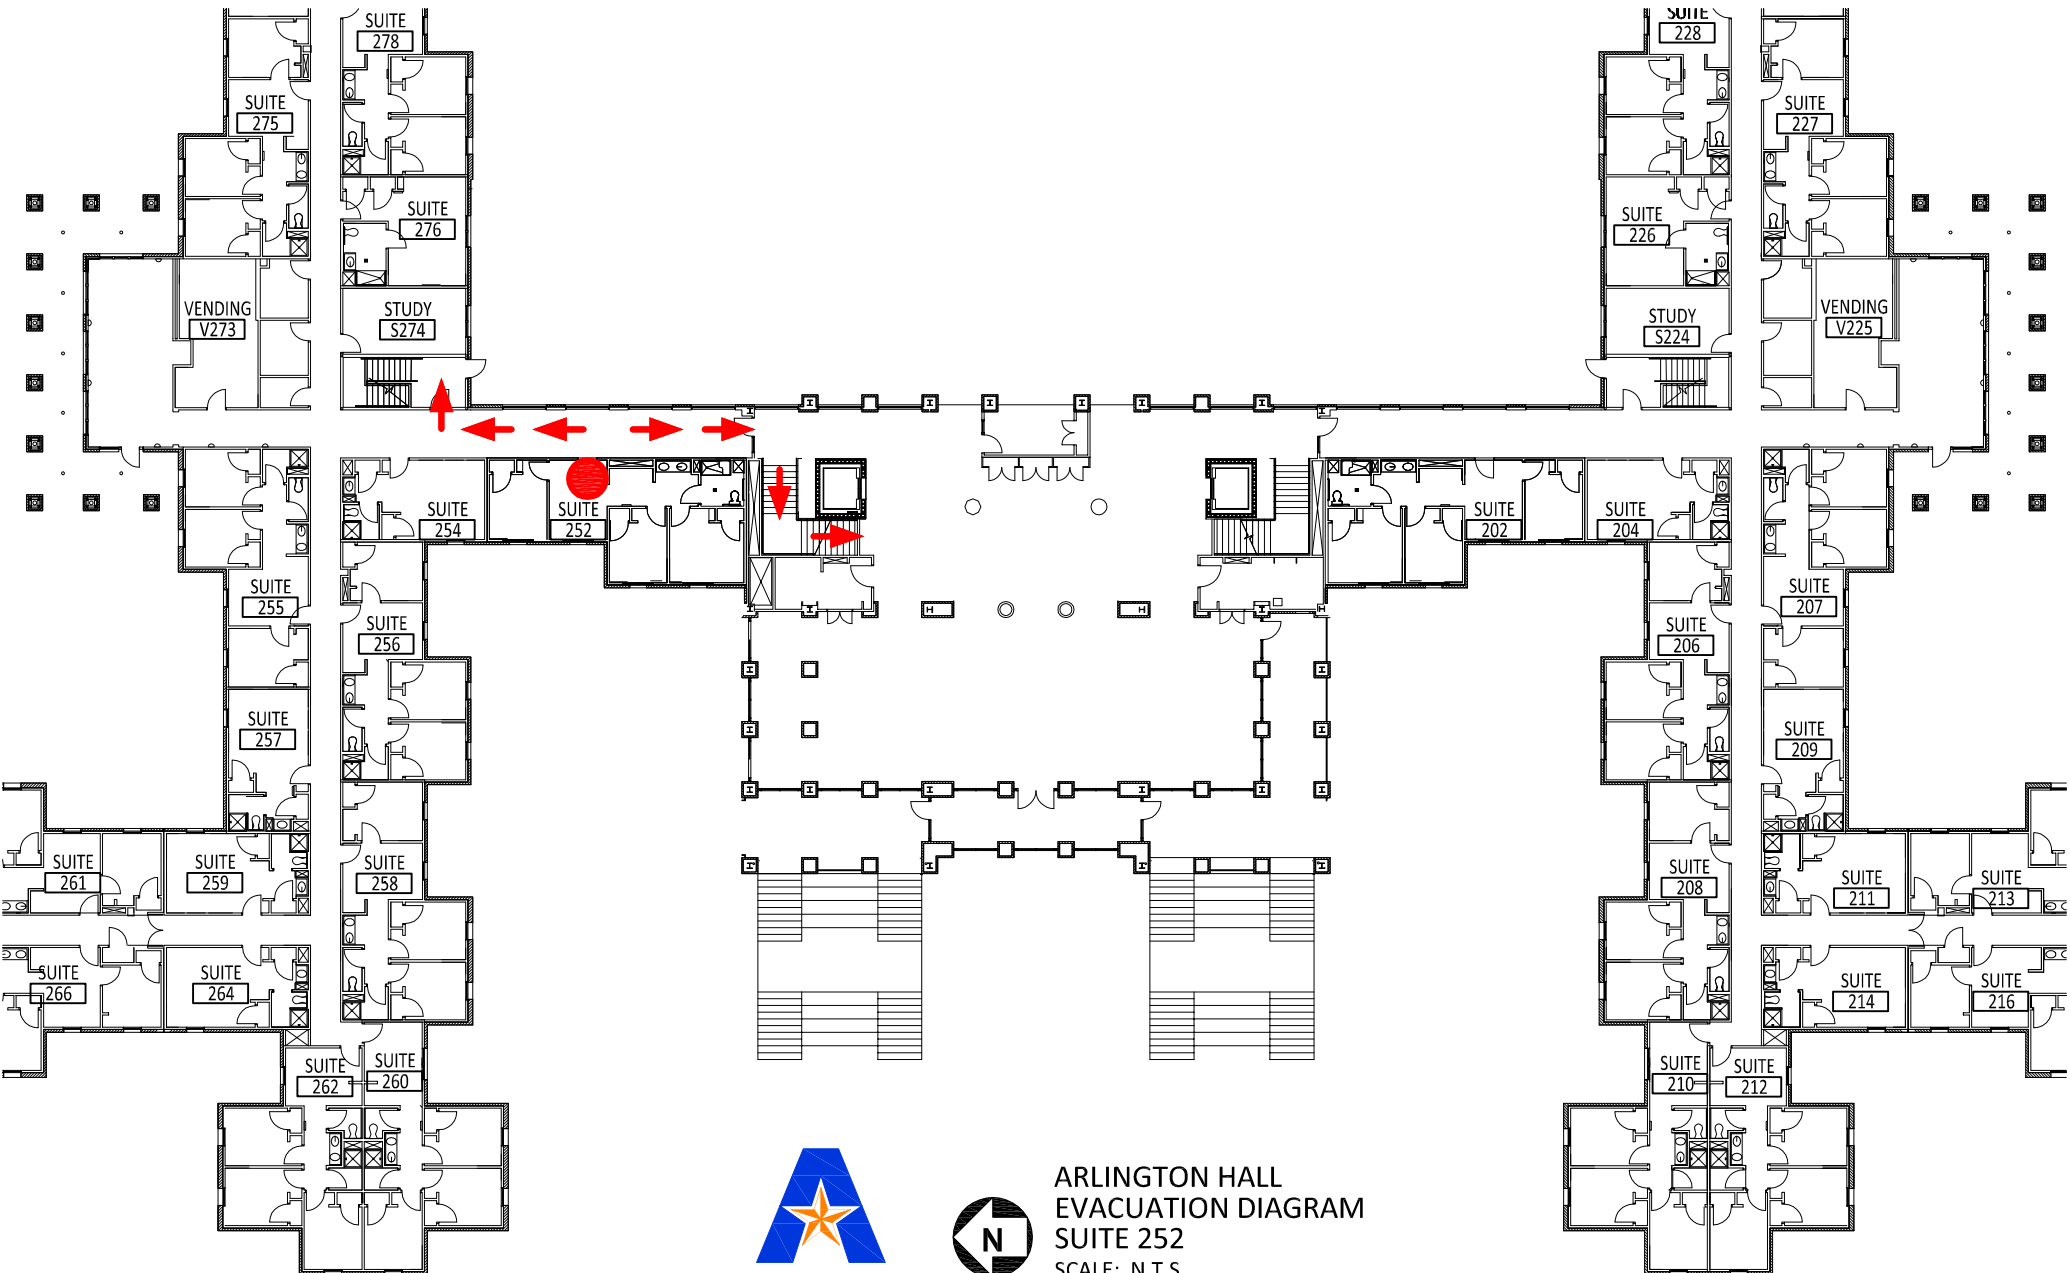 SUITE
278
SUITE
228
SUITE
275
SUITE
227
SUITE
276
SUITE
226
VENDING
V273
STUDY
S274
STUDY
S224
VENDING
V225
SUITE
254
SUITE
252
SUITE
202
SUITE
204
SUITE
255
SUITE
256
SUITE
206
SUITE
207
SUITE
257
SUITE
209
SUITE
261
SUITE
259
SUITE
258
SUITE
208
SUITE
211
SUITE
213
SUITE
266
SUITE
264
SUITE
214
SUITE
216
SUITE
262
SUITE
260
SUITE
210
SUITE
212
A
N
ARLINGTON HALL
EVACUATION DIAGRAM
SUITE 252
SCALE: N.T.S.